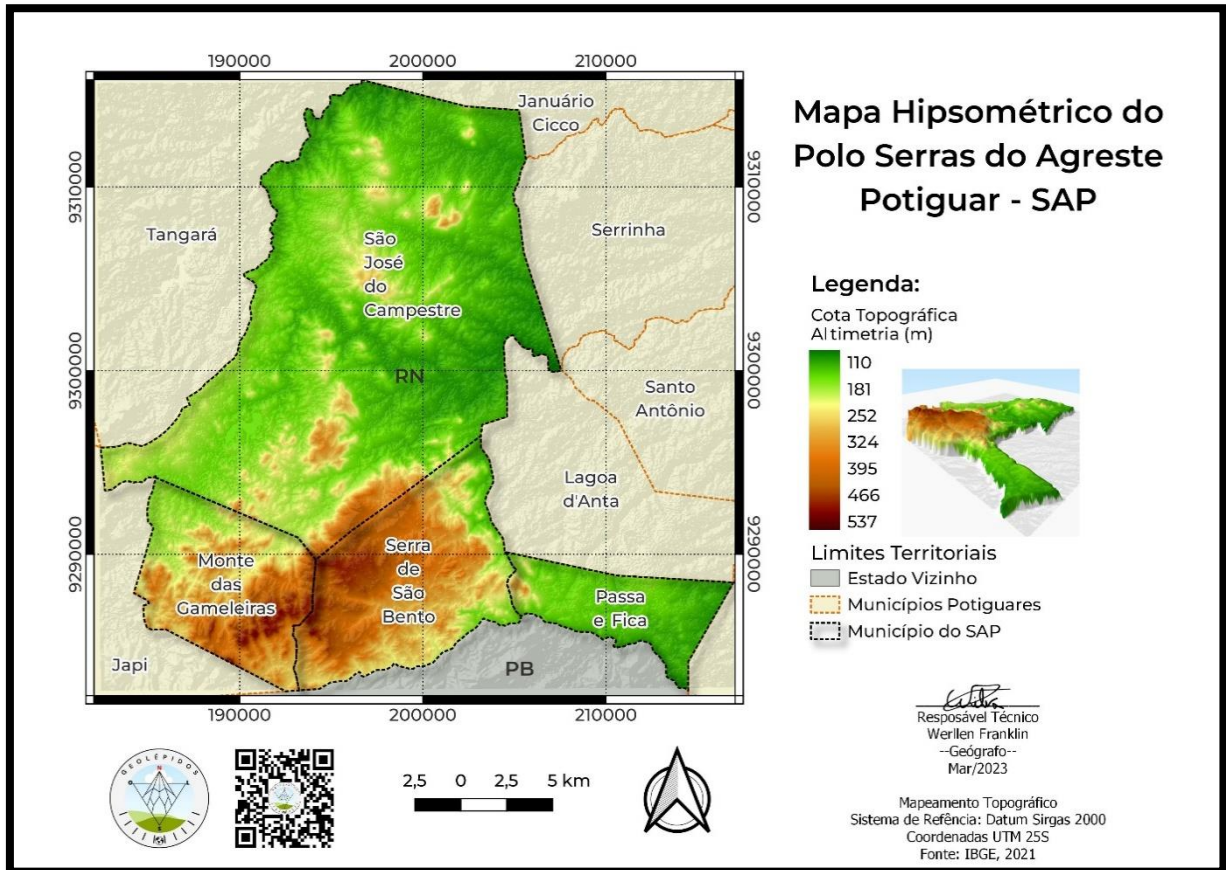 Mapa Hipsométrico do
Polo Serras do Agreste
Potiguar - SAP
190000
200000
210000
9310000
9300000
9290000
9310000
9300000
9290000
Januário
Cicco
Tangará
Serrinha
São
José
do
Campestre
RN
Santo
Antônio
Lagoa
d'Anta
Monte
das
Gameleiras
Serra
de
São
Bento
Passa
e Fica
Japi
PB
190000
200000
210000
Legenda:
Cota Topográfica
Altimetria (m)
110
181
252
324
395
466
537
Limites Territoriais
Estado Vizinho
Municípios Potiguares
Município do SAP
GEOLÉPIDOS
N
2,5 0 2,5 5 km
Resposável Técnico
Werllen Franklin
--Geógrafo--
Mar/2023
Mapeamento Topográfico
Sistema de Refência: Datum Sirgas 2000
Coordenadas UTM 25S
Fonte: IBGE, 2021